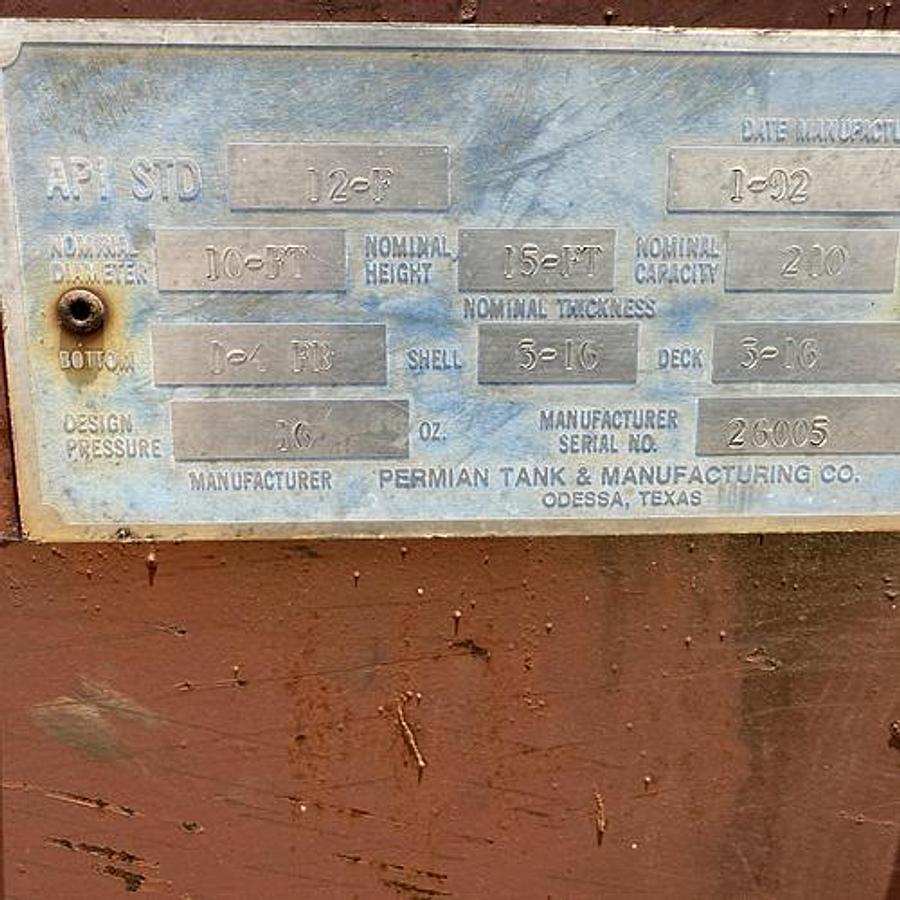 DATE MANUFACTU
API STD 12-F 1-92
NOMINAL DIAMETER 10-FT NOMINAL HEIGHT 15-FT NOMINAL CAPACITY 210
NOMINAL THICKNESS
BOTTOM 1-4 FB SHELL 3-16 DECK 3-16
DESIGN PRESSURE 16 OZ. MANUFACTURER SERIAL NO. 26005
MANUFACTURER PERMIAN TANK & MANUFACTURING CO.
ODESSA, TEXAS